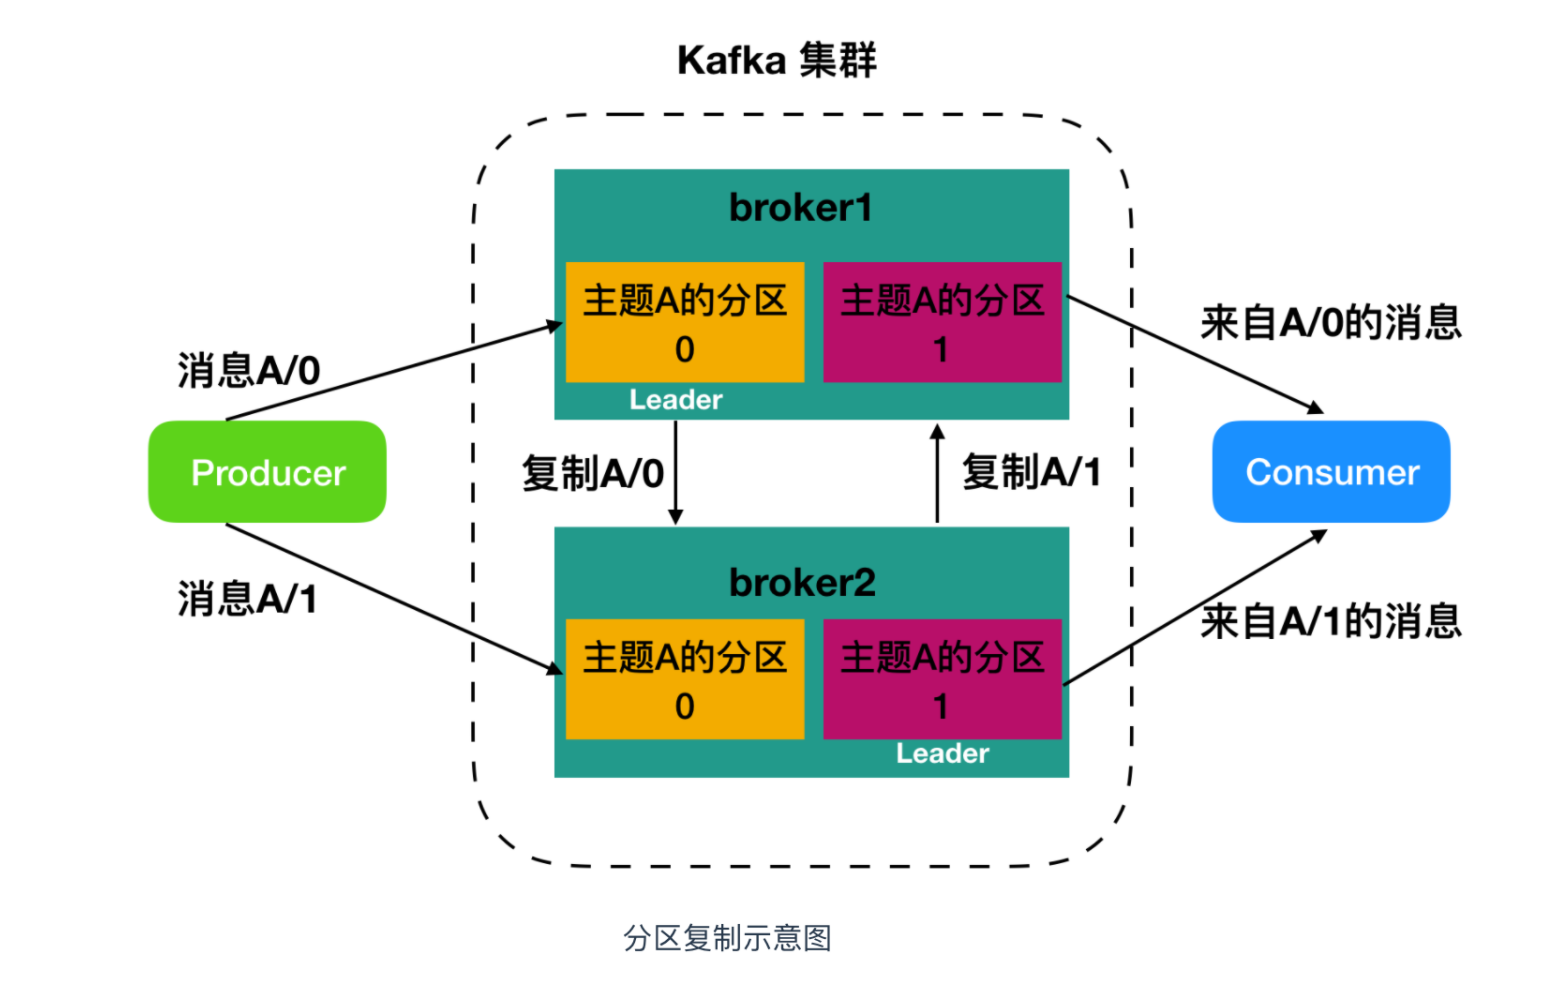 Kafka 集群
broker1
主题A的分区
0
主题A的分区
1
Leader
消息A/0
来自A/0的消息
Producer
复制A/0
复制A/1
Consumer
消息A/1
broker2
来自A/1的消息
主题A的分区
0
主题A的分区
1
Leader
分区复制示意图